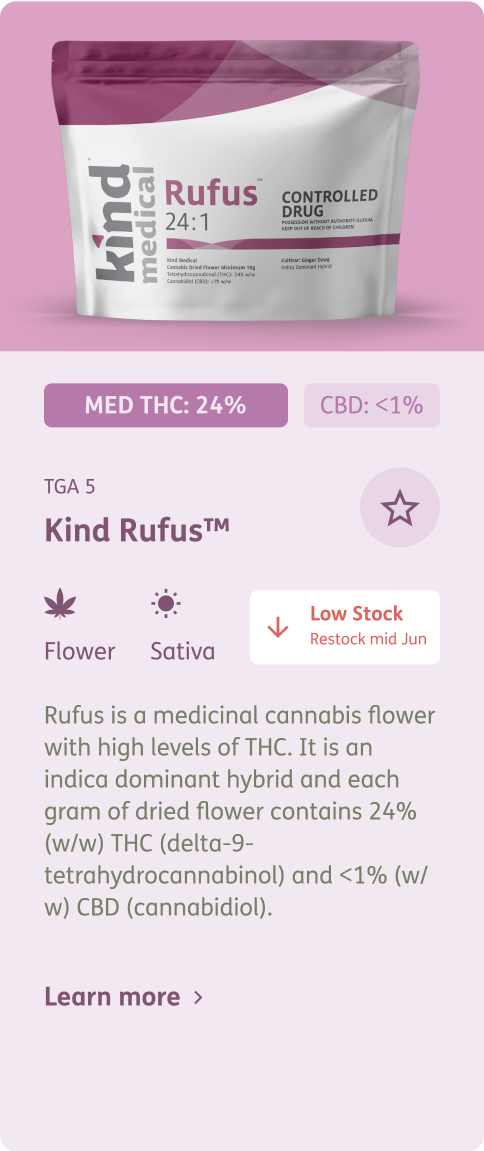 kind
medical
Rufus™
24:1
CONTROLLED
DRUG
POSSESSION WITHOUT AUTHORITY ILLEGAL
KEEP OUT OF REACH OF CHILDREN
Kind Medical
Cannabis Dried Flower Minimum 10g
Tetrahydrocannabinol (THC): 24% w/w
Cannabidiol (CBD): <1% w/w
Cultivar: Ginger Dawg
Indica Dominant Hybrid
MED THC: 24%
CBD: <1%
TGA 5
Kind Rufus™
Flower
Sativa
Low Stock
Restock mid Jun
Rufus is a medicinal cannabis flower
with high levels of THC. It is an
indica dominant hybrid and each
gram of dried flower contains 24%
(w/w) THC (delta-9-
tetrahydrocannabinol) and <1% (w/
w) CBD (cannabidiol).
Learn more >